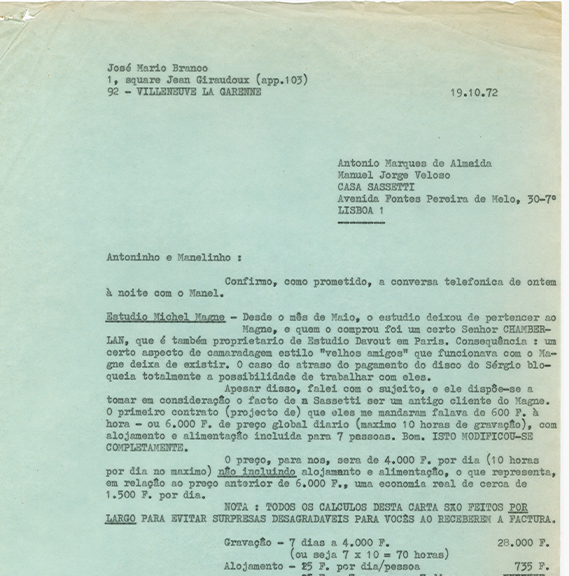 José Mario Branco
1, square Jean Giraudoux (app.103)
92 - VILLENEUVE LA GARENNE 19.10.72
Antonio Marques de Almeida
Manuel Jorge Veloso
CASA SASSETTI
Avenida Fontes Pereira de Melo, 30-7º
LISBOA 1
Antoninho e Manelinho :
Confirmo, como prometido, a conversa telefonica de ontem
à noite com o Manel.
Estudio Michel Magne - Desde o mês de Maio, o estudio deixou de pertencer ao
Magne, e quem o comprou foi um certo Senhor CHAMBER-
LAN, que é também proprietario de Estudio Davout em Paris. Consequência : um
certo aspecto de camaradagem estilo "velhos amigos" que funcionava com o Ma-
gne deixa de existir. O caso do atraso do pagamento do disco do Sérgio blo-
queia totalmente a possibilidade de trabalhar com eles.
Apesar disso, falei com o sujeito, e ele dispõe-se a
tomar em consideração o facto de a Sassetti ser um antigo cliente do Magne.
O primeiro contrato (projecto de) que eles me mandaram falava de 600 F. à
hora - ou 6.000 F. de preço global diario (maximo 10 horas de gravação), com
alojamento e alimentação incluida para 7 pessoas. Bom. ISTO MODIFICOU-SE
COMPLETAMENTE.
O preço, para nos, sera de 4.000 F. por dia (10 horas
por dia no maximo) não incluindo alojamanto e alimentação, o que representa,
em relação ao preço anterior de 6.000 F., uma economia real de cerca de
1.500 F. por dia.
NOTA : TODOS OS CALCULOS DESTA CARTA SXO FEITOS POR
LARGO PARA EVITAR SURPRESAS DESAGRADAVEIS PARA VOCÊS AO RECEBEREM A FACTURA.
Gravação - 7 dias a 4.000 F. 28.000 F.
(ou seja 7 x 10 = 70 horas)
Alojamento - 15 F. por dia/pessoa 735 F.